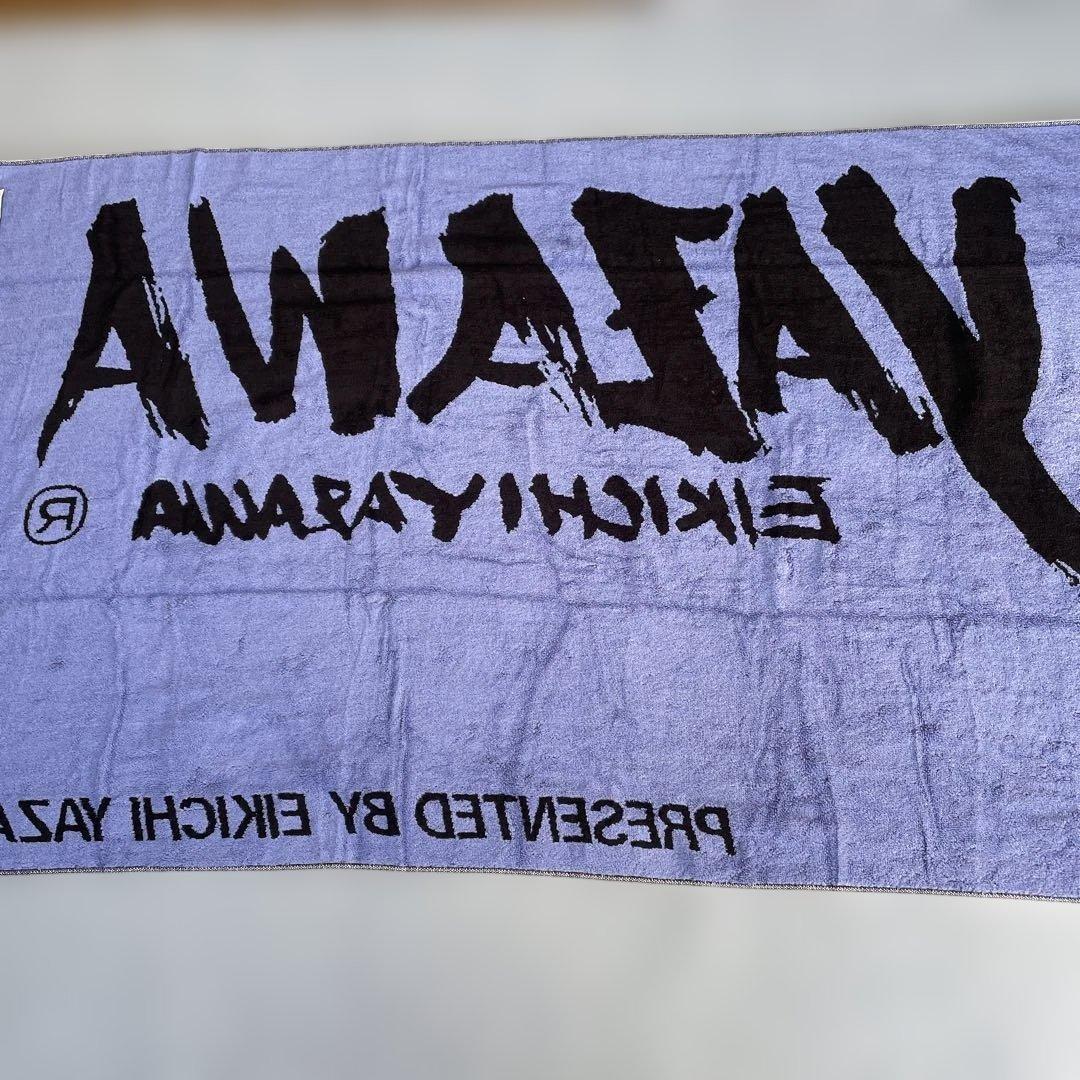 YAZAWA
EIKICHI YAZAWA ®
PRESENTED BY EIKICHI YAZA